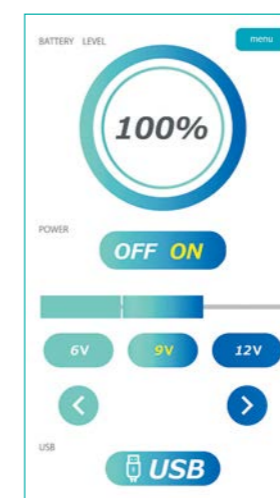 BATTERY LEVEL
menu
100%
POWER
OFF ON
6V 9V 12V
USB
USB